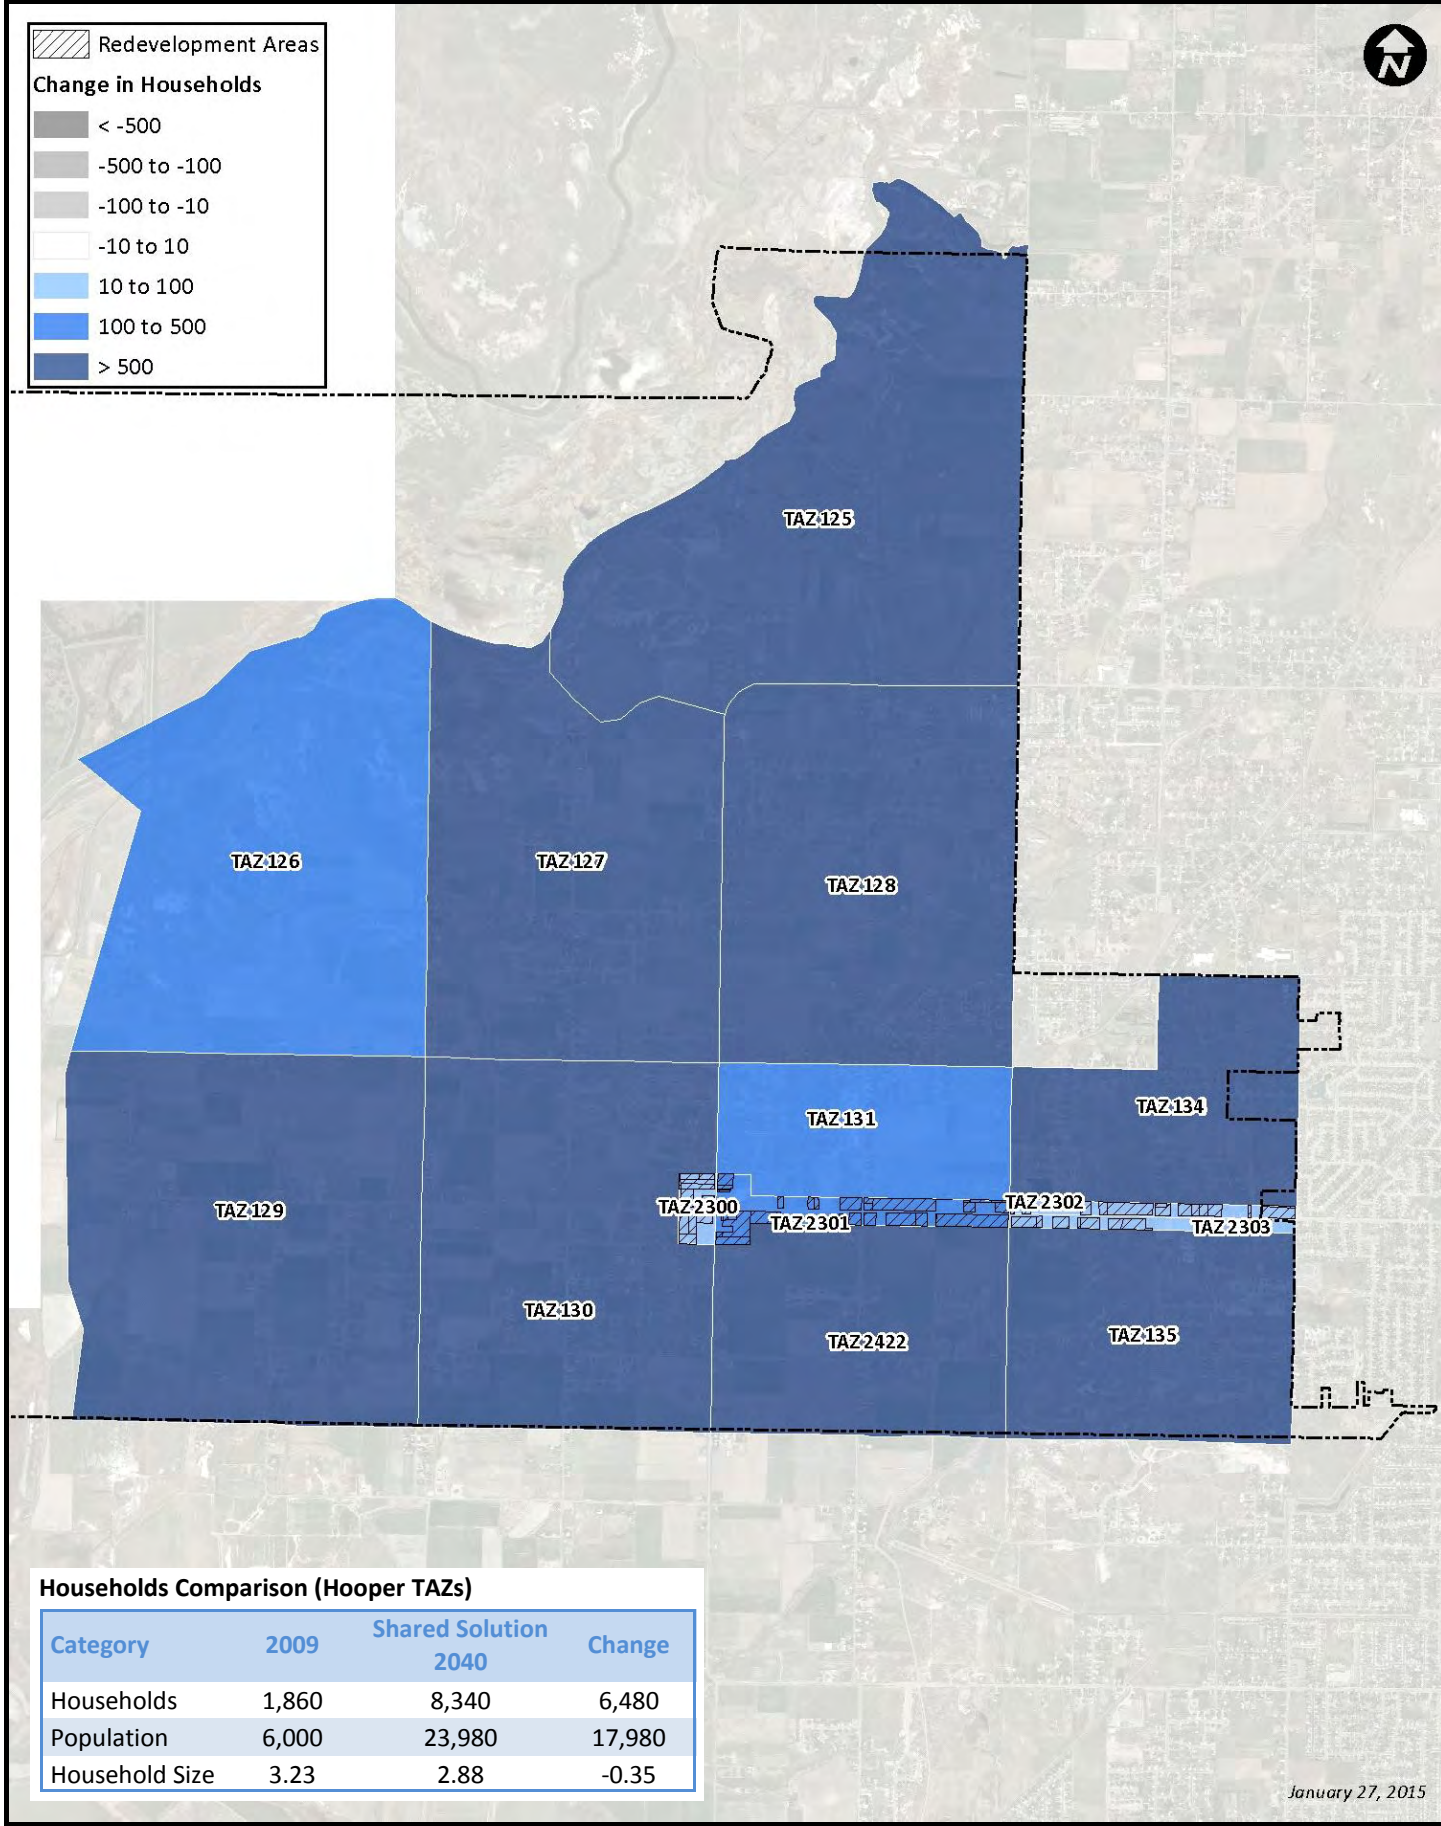 Redevelopment Areas
Change in Households
< -500
-500 to -100
-100 to -10
-10 to 10
10 to 100
100 to 500
> 500
N
TAZ 125
TAZ 126
TAZ 127
TAZ 128
TAZ 131
TAZ 134
TAZ 129
TAZ 2300
TAZ 2301
TAZ 2302
TAZ 2303
TAZ 130
TAZ 2422
TAZ 135
Households Comparison (Hooper TAZs)
Category 2009 Shared Solution 2040 Change
Households 1,860 8,340 6,480
Population 6,000 23,980 17,980
Household Size 3.23 2.88 -0.35
January 27, 2015